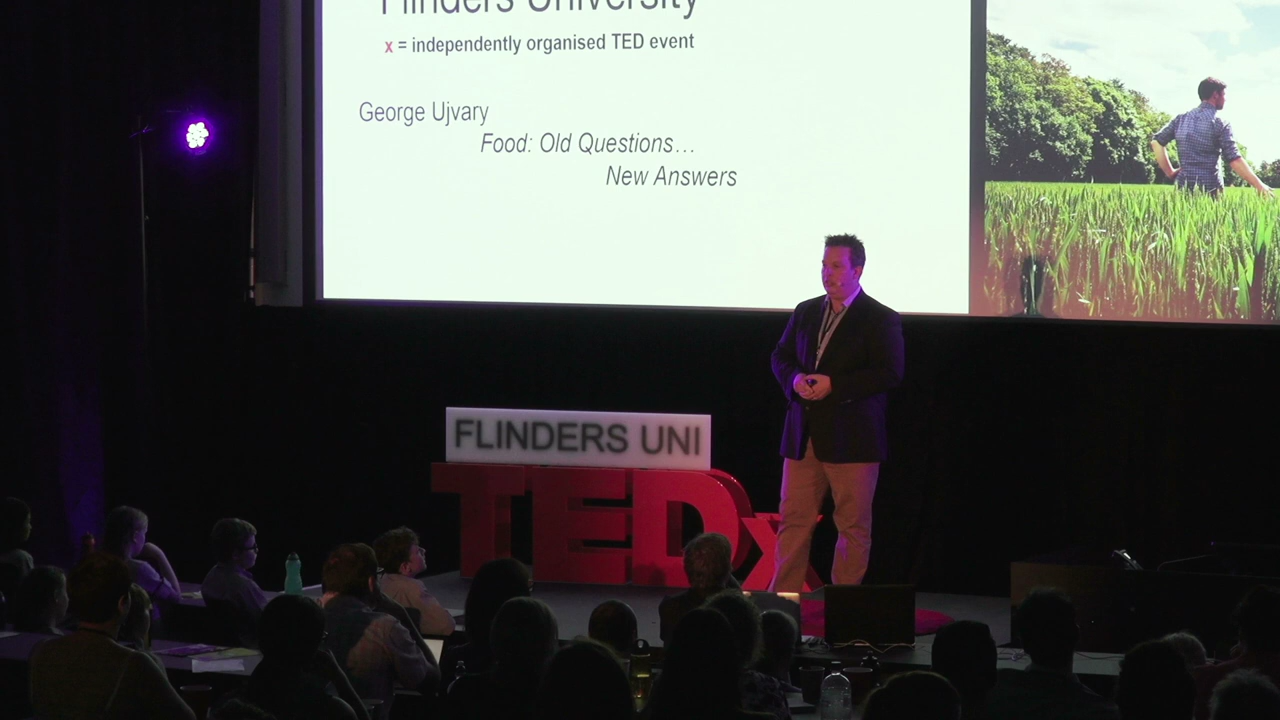 Flinders University
x = independently organised TED event
George Ujvary
Food: Old Questions…
New Answers
FLINDERS UNI
TEDx